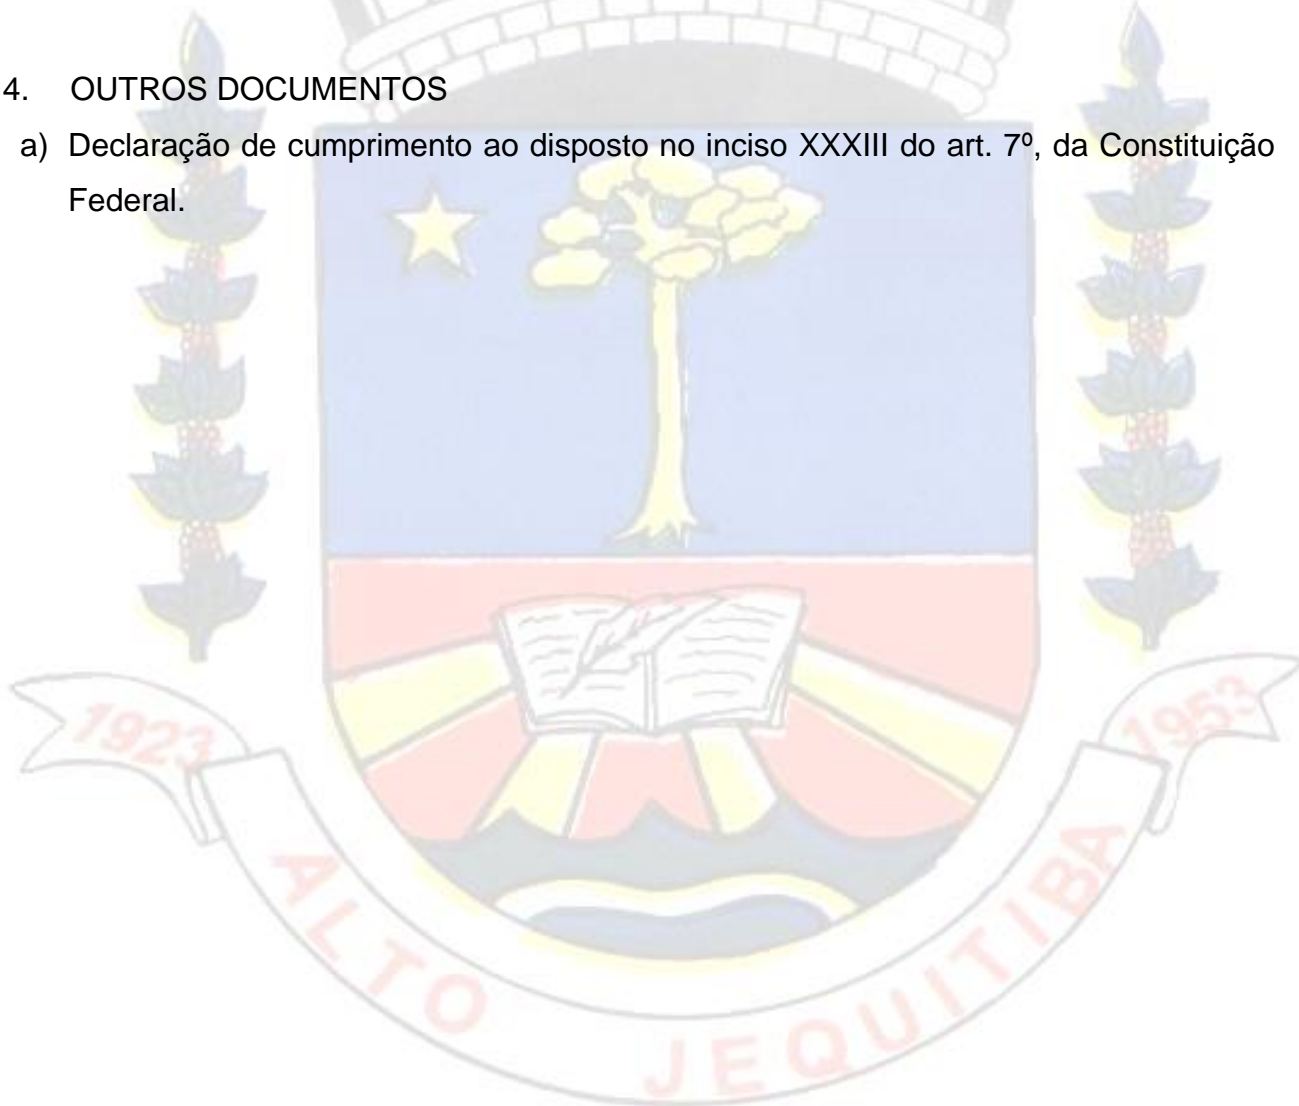 4. OUTROS DOCUMENTOS
a) Declaração de cumprimento ao disposto no inciso XXXIII do art. 7º, da Constituição
Federal.
1923
1953
ALTO JEQUITIBA